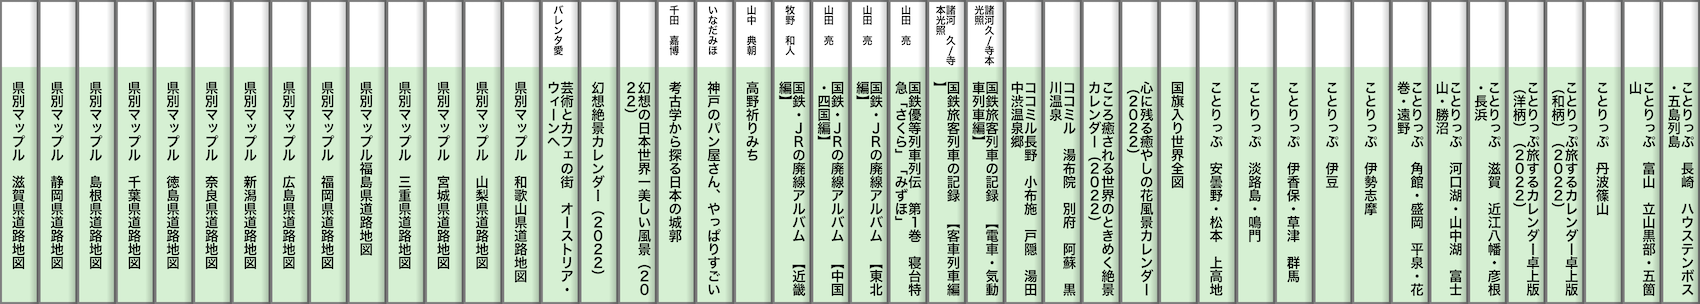 ことりっぷ 長崎 ハウステンボス
・五島列島
ことりっぷ 富山 立山黒部・五箇
山
ことりっぷ 丹波篠山
ことりっぷ旅するカレンダー卓上版
(和柄)(2022)
ことりっぷ旅するカレンダー卓上版
(洋柄)(2022)
ことりっぷ 滋賀 近江八幡・彦根
・長浜
ことりっぷ 河口湖・山中湖 富士
山・勝沼
ことりっぷ 角館・盛岡 平泉・花
巻・遠野
ことりっぷ 伊勢志摩
ことりっぷ 伊豆
ことりっぷ 伊香保・草津 群馬
ことりっぷ 淡路島・鳴門
ことりっぷ 安曇野・松本 上高地
国旗入り世界全図
心に残る癒やしの花風景カレンダー
(2022)
こころ癒される世界のときめく絶景
カレンダー(2022)
ココミル 湯布院 別府 阿蘇 黒
川温泉
ココミル長野 小布施 戸隠 湯田
中渋温泉郷
諸河久/寺本
光照
国鉄旅客列車の記録 【電車・気動
車列車編】
諸河 久/寺
本光照
国鉄旅客列車の記録 【客車列車編
】
山田 亮
国鉄優等列車列伝 第1巻 寝台特
急「さくら」「みずほ」
山田 亮
国鉄・JRの廃線アルバム 【東北
編】
山田 亮
国鉄・JRの廃線アルバム 【中国
・四国編】
牧野 和人
国鉄・JRの廃線アルバム 【近畿
編】
山中 典朝
高野祈りみち
いなだみほ
神戸のパン屋さん、やっぱりすごい
千田 嘉博
考古学から探る日本の城郭
幻想の日本世界一美しい風景(20
22)
幻想絶景カレンダー(2022)
バレンタ愛
芸術とカフェの街 オーストリア・
ウィーンへ
県別マップル 和歌山県道路地図
県別マップル 山梨県道路地図
県別マップル 宮城県道路地図
県別マップル 三重県道路地図
県別マップル福島県道路地図
県別マップル 福岡県道路地図
県別マップル 広島県道路地図
県別マップル 新潟県道路地図
県別マップル 奈良県道路地図
県別マップル 徳島県道路地図
県別マップル 千葉県道路地図
県別マップル 島根県道路地図
県別マップル 静岡県道路地図
県別マップル 滋賀県道路地図